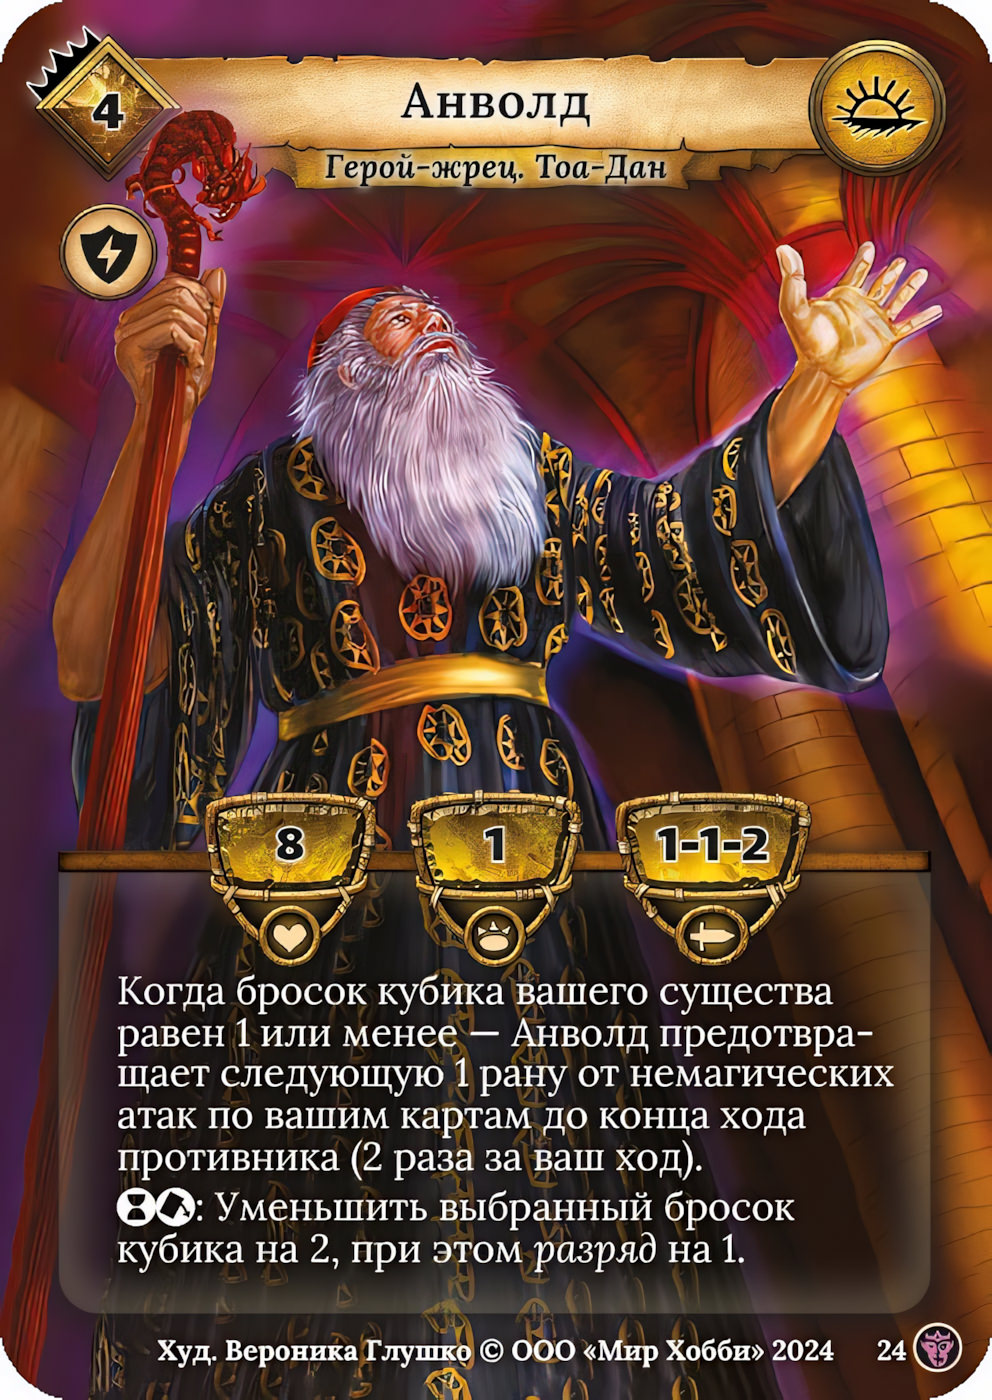 4
Анволд
Герой-жрец. Тоа-Дан
8
1
1-1-2
Когда бросок кубика вашего существа
равен 1 или менее — Анволд предотвра-
щает следующую 1 рану от немагических
атак по вашим картам до конца хода
противника (2 раза за ваш ход).
: Уменьшить выбранный бросок
кубика на 2, при этом разряд на 1.
Худ. Вероника Глушко © ООО «Мир Хобби» 2024
24